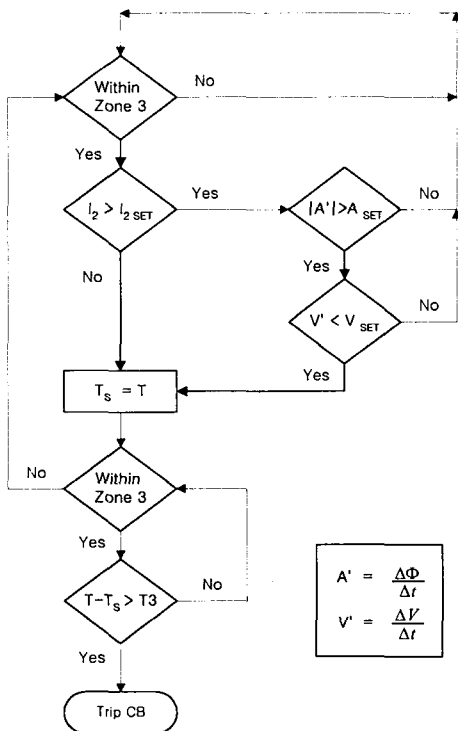 Within
Zone 3
No
Yes
I₂ > I₂ SET
Yes
|A'|>A SET
No
No
Yes
V' < V SET
No
Yes
Tₛ = T
No
Within
Zone 3
Yes
T-Tₛ > T3
No
Yes
Trip CB
A' = ΔΦ/Δt
V' = ΔV/Δt